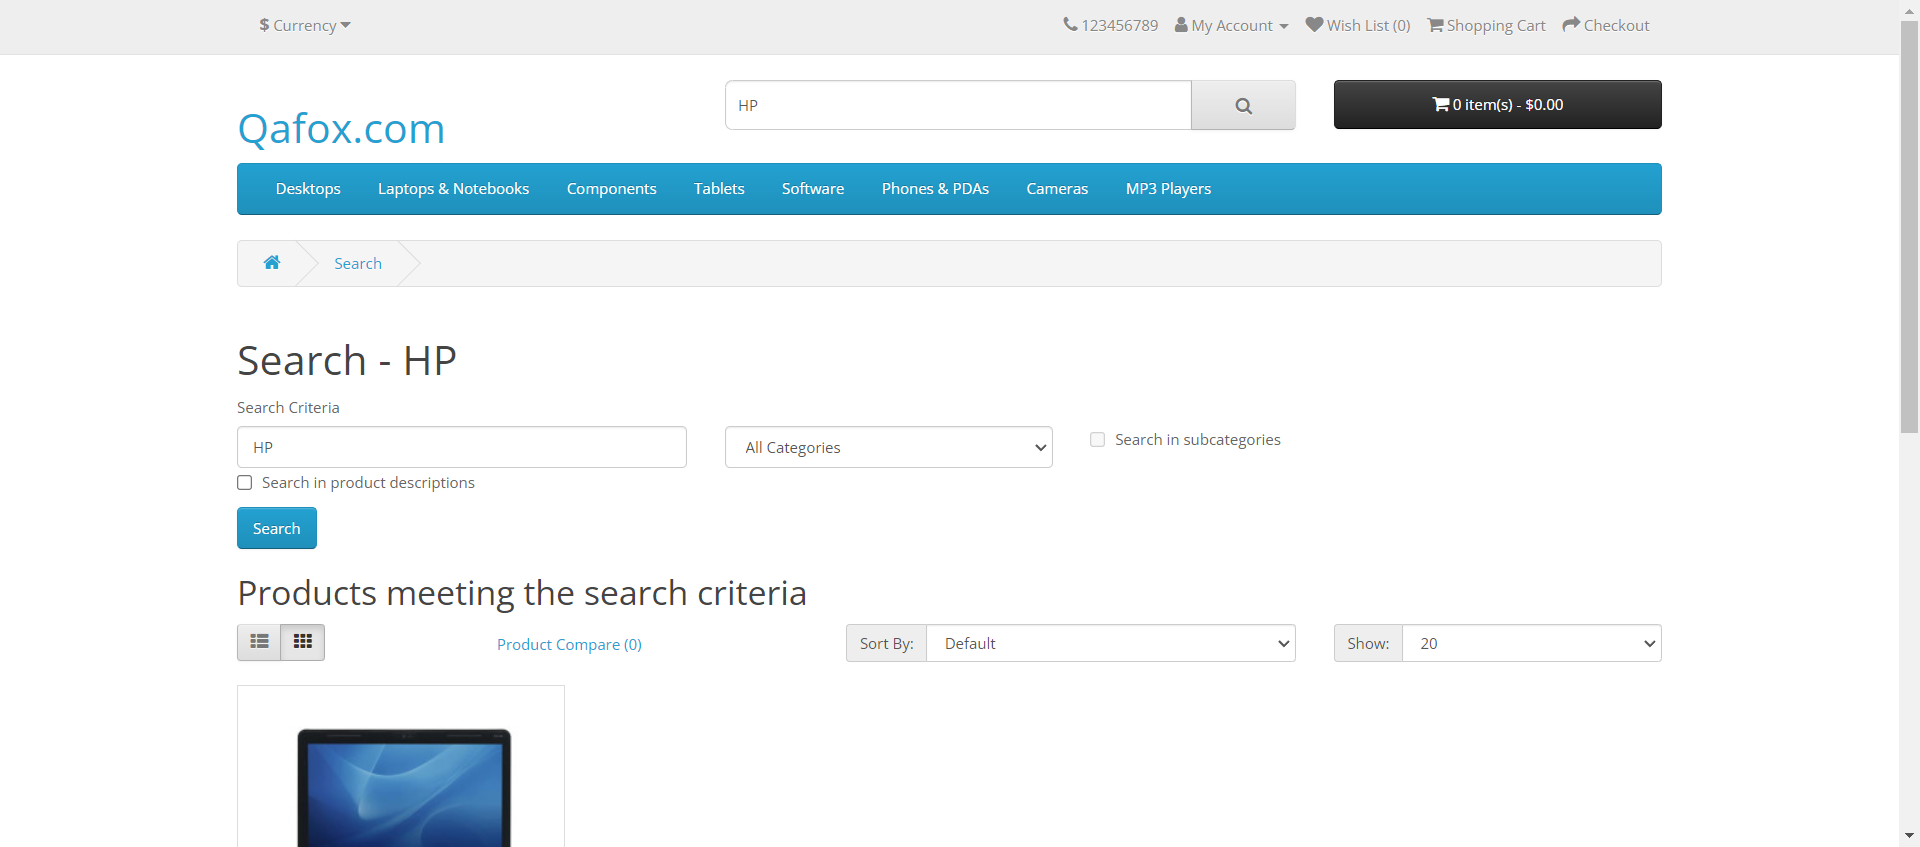 $ Currency
123456789 My Account Wish List (0) Shopping Cart Checkout
Qafox.com
HP
0 item(s) - $0.00
Desktops Laptops & Notebooks Components Tablets Software Phones & PDAs Cameras MP3 Players
Search
Search - HP
Search Criteria
HP All Categories Search in subcategories
Search in product descriptions
Search
Products meeting the search criteria
Product Compare (0) Sort By: Default Show: 20